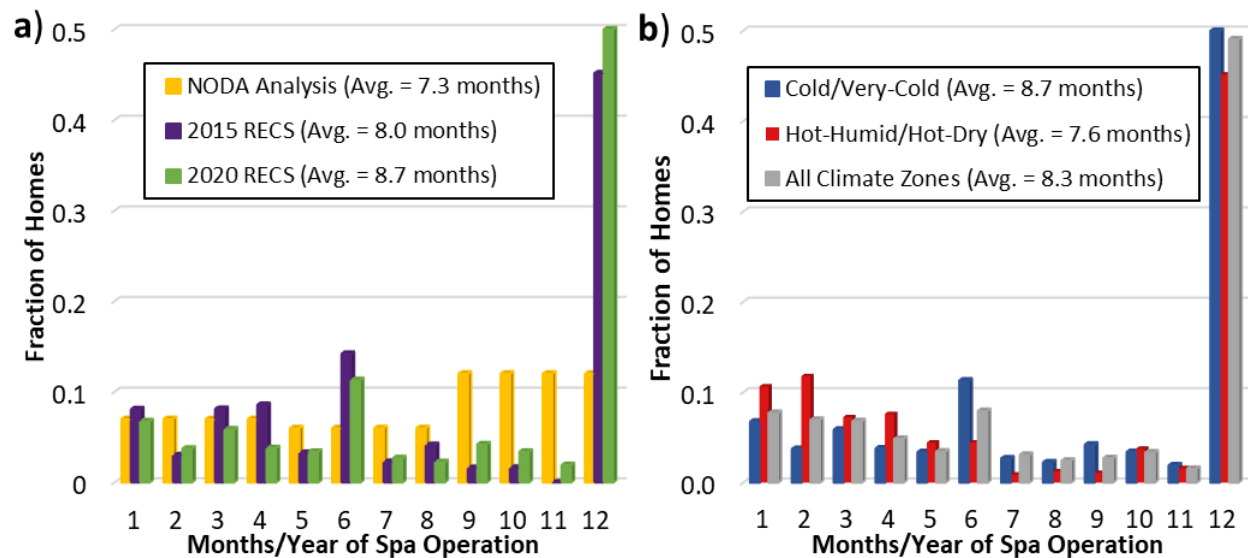 a)
Fraction of Homes
0.5
0.4
0.3
0.2
0.1
0
NODA Analysis (Avg. = 7.3 months)
2015 RECS (Avg. = 8.0 months)
2020 RECS (Avg. = 8.7 months)
1 2 3 4 5 6 7 8 9 10 11 12
Months/Year of Spa Operation
b)
Fraction of Homes
0.5
0.4
0.3
0.2
0.1
0.0
Cold/Very-Cold (Avg. = 8.7 months)
Hot-Humid/Hot-Dry (Avg. = 7.6 months)
All Climate Zones (Avg. = 8.3 months)
1 2 3 4 5 6 7 8 9 10 11 12
Months/Year of Spa Operation